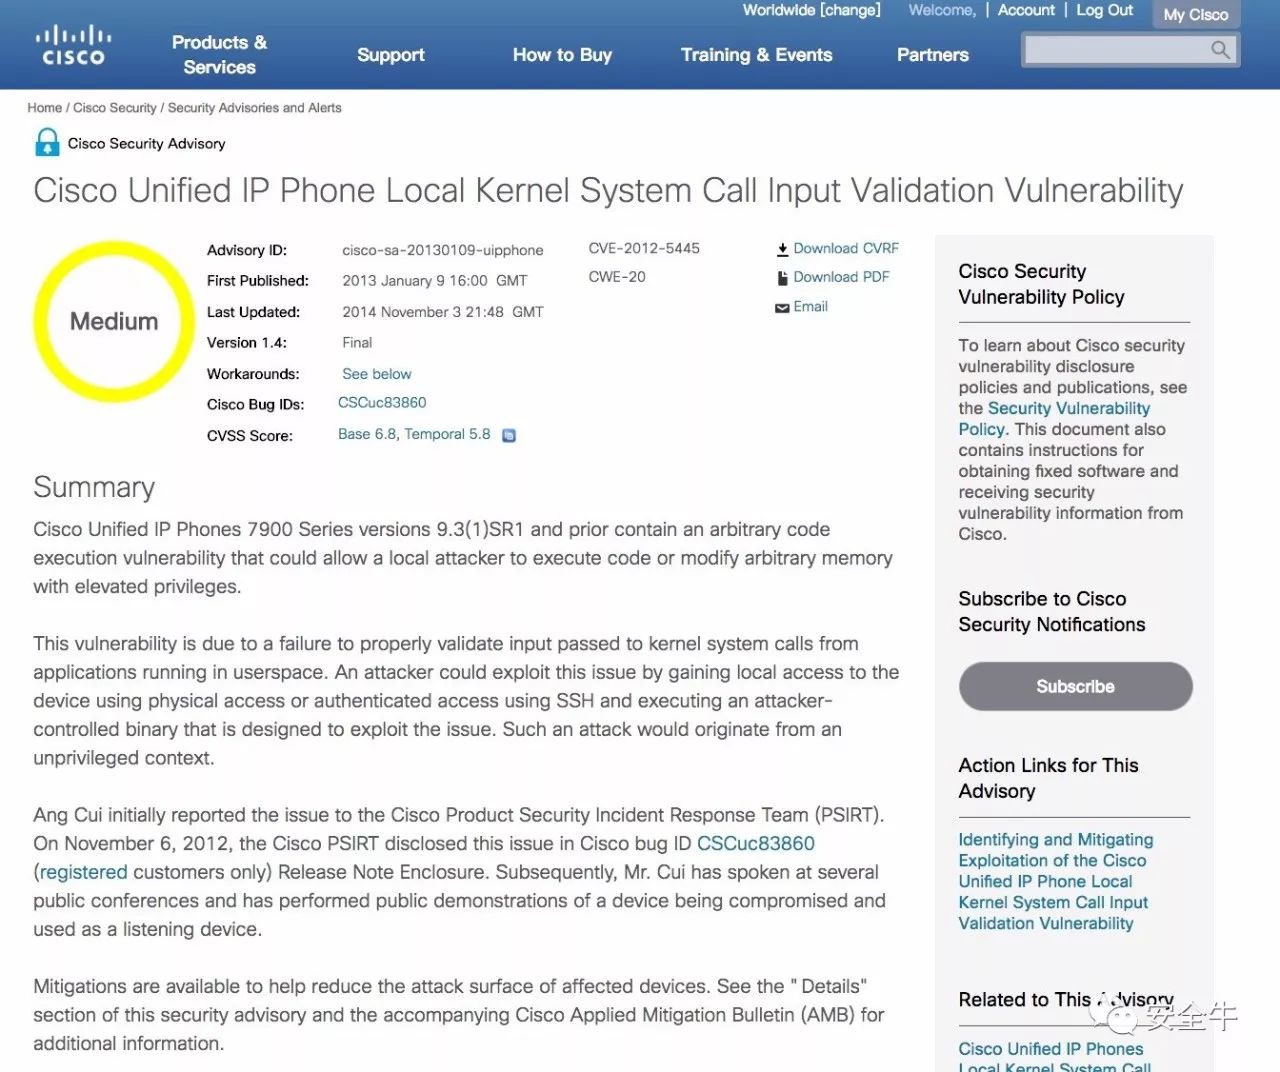 Worldwide [change] Welcome, | Account | Log Out My Cisco
CISCO
Products & Services
Support
How to Buy
Training & Events
Partners
Home / Cisco Security / Security Advisories and Alerts
Cisco Security Advisory
Cisco Unified IP Phone Local Kernel System Call Input Validation Vulnerability
Medium
Advisory ID: cisco-sa-20130109-uipphone
First Published: 2013 January 9 16:00 GMT
Last Updated: 2014 November 3 21:48 GMT
Version 1.4: Final
Workarounds: See below
Cisco Bug IDs: CSCuc83860
CVSS Score: Base 6.8, Temporal 5.8
CVE-2012-5445
CWE-20
Download CVRF
Download PDF
Email
Summary
Cisco Unified IP Phones 7900 Series versions 9.3(1)SR1 and prior contain an arbitrary code
execution vulnerability that could allow a local attacker to execute code or modify arbitrary memory
with elevated privileges.
This vulnerability is due to a failure to properly validate input passed to kernel system calls from
applications running in userspace. An attacker could exploit this issue by gaining local access to the
device using physical access or authenticated access using SSH and executing an attacker-
controlled binary that is designed to exploit the issue. Such an attack would originate from an
unprivileged context.
Ang Cui initially reported the issue to the Cisco Product Security Incident Response Team (PSIRT).
On November 6, 2012, the Cisco PSIRT disclosed this issue in Cisco bug ID CSCuc83860
(registered customers only) Release Note Enclosure. Subsequently, Mr. Cui has spoken at several
public conferences and has performed public demonstrations of a device being compromised and
used as a listening device.
Mitigations are available to help reduce the attack surface of affected devices. See the "Details"
section of this security advisory and the accompanying Cisco Applied Mitigation Bulletin (AMB) for
additional information.
Cisco Security
Vulnerability Policy
To learn about Cisco security
vulnerability disclosure
policies and publications, see
the Security Vulnerability
Policy. This document also
contains instructions for
obtaining fixed software and
receiving security
vulnerability information from
Cisco.
Subscribe to Cisco
Security Notifications
Subscribe
Action Links for This
Advisory
Identifying and Mitigating
Exploitation of the Cisco
Unified IP Phone Local
Kernel System Call Input
Validation Vulnerability
Related to This Advisory
Cisco Unified IP Phones
Local Kernel System Call
安全牛